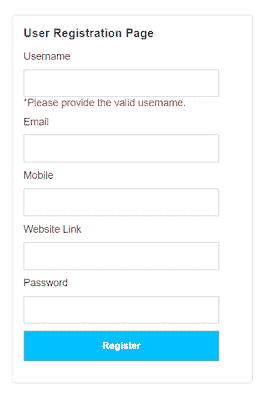 User Registration Page
Username
*Please provide the valid username.
Email
Mobile
Website Link
Password
Register